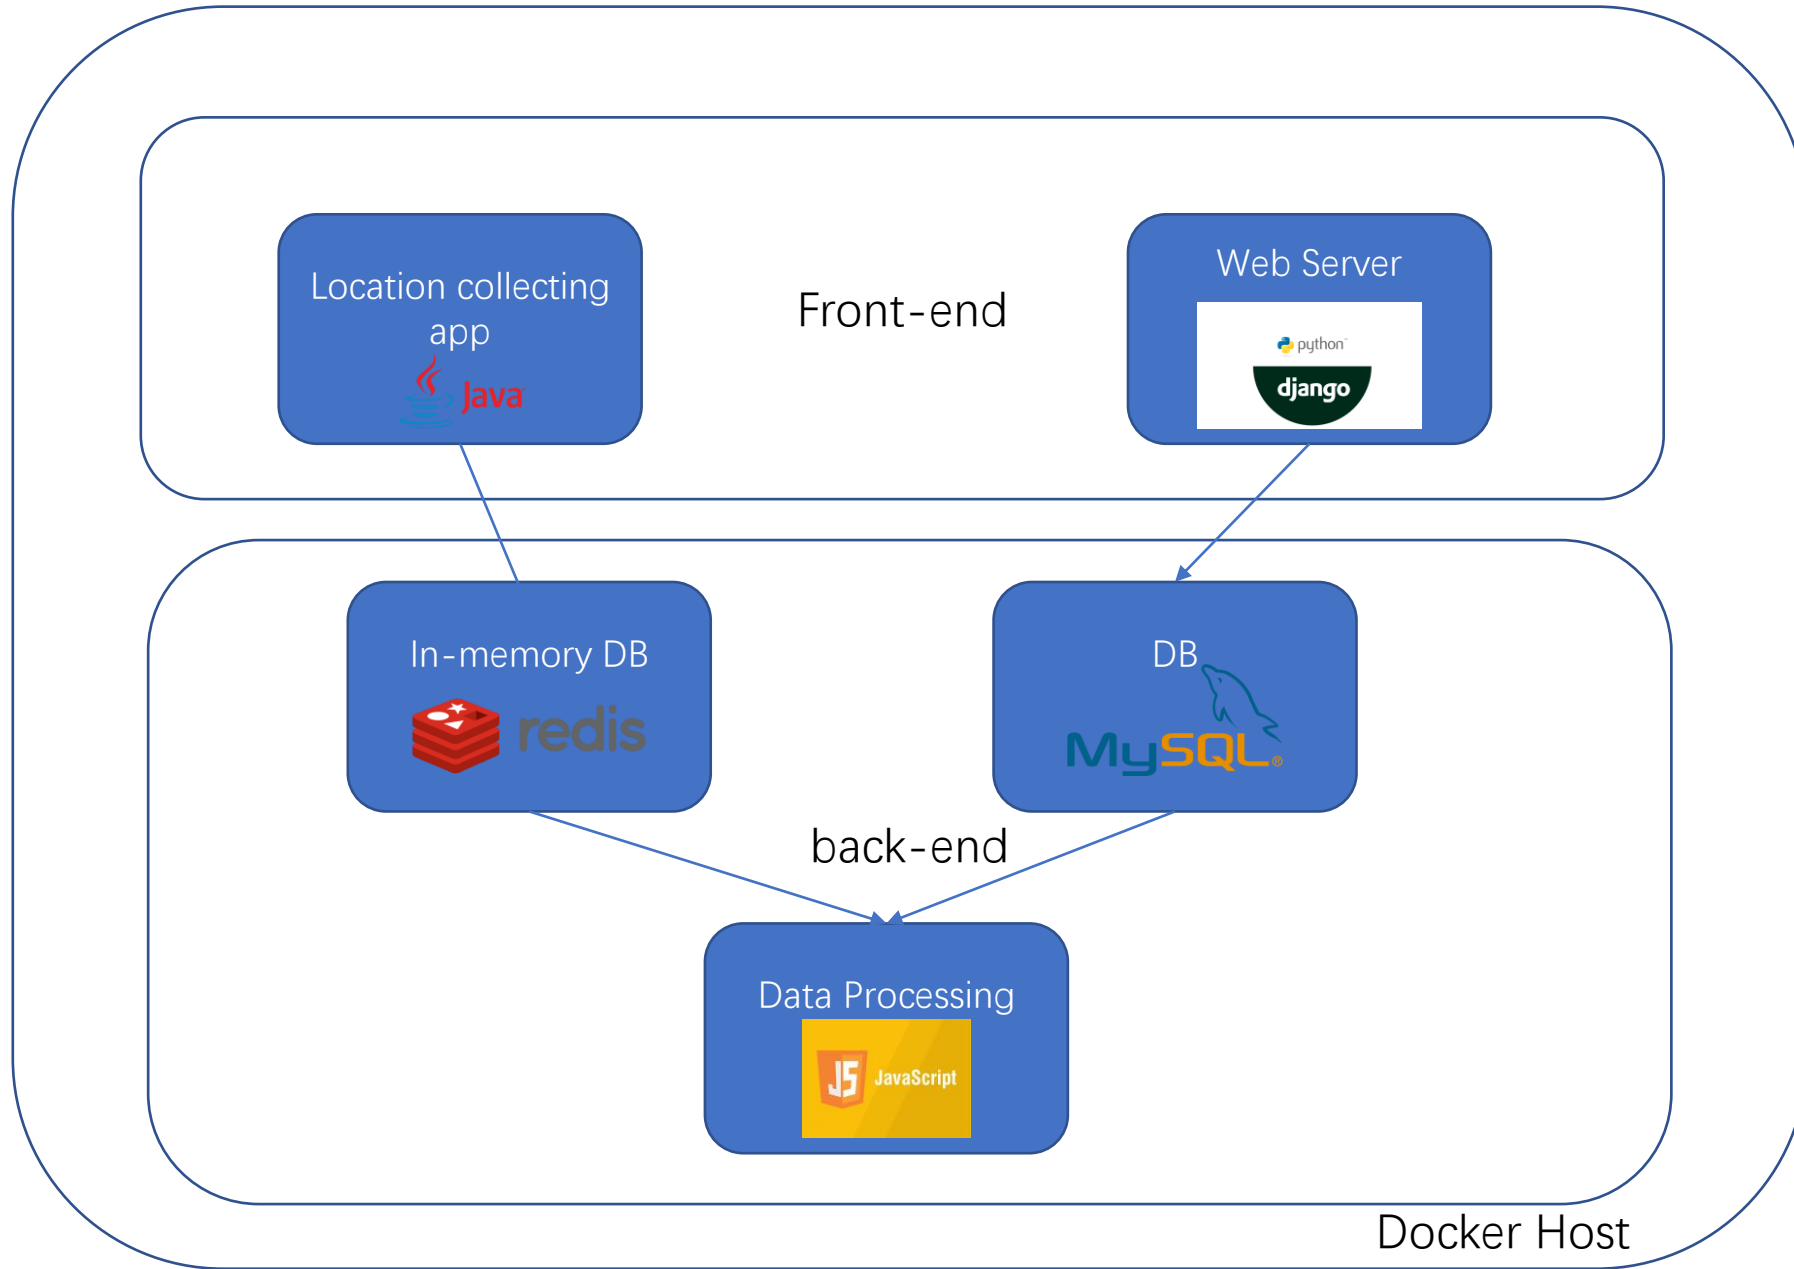 Location collecting
app
Java
Front-end
Web Server
python
django
In-memory DB
redis
DB
MySQL®
back-end
Data Processing
JS JavaScript
Docker Host